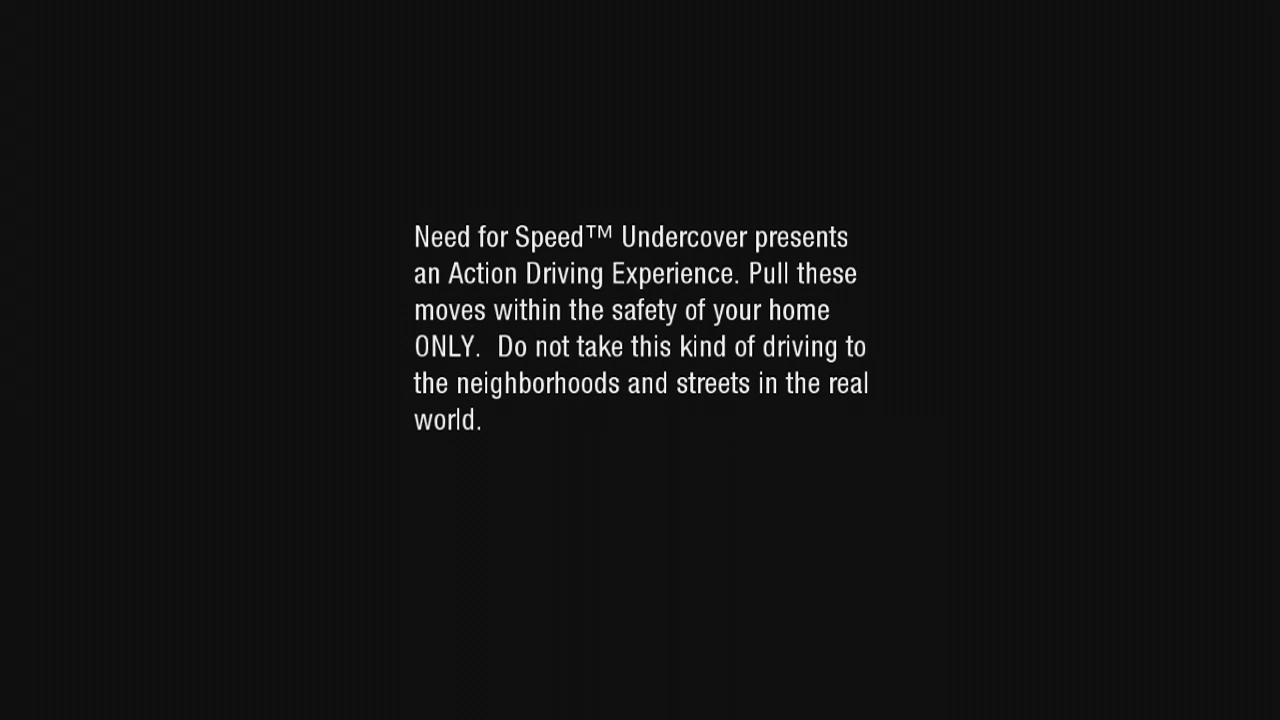 Need for Speed™ Undercover presents
an Action Driving Experience. Pull these
moves within the safety of your home
ONLY.  Do not take this kind of driving to
the neighborhoods and streets in the real
world.